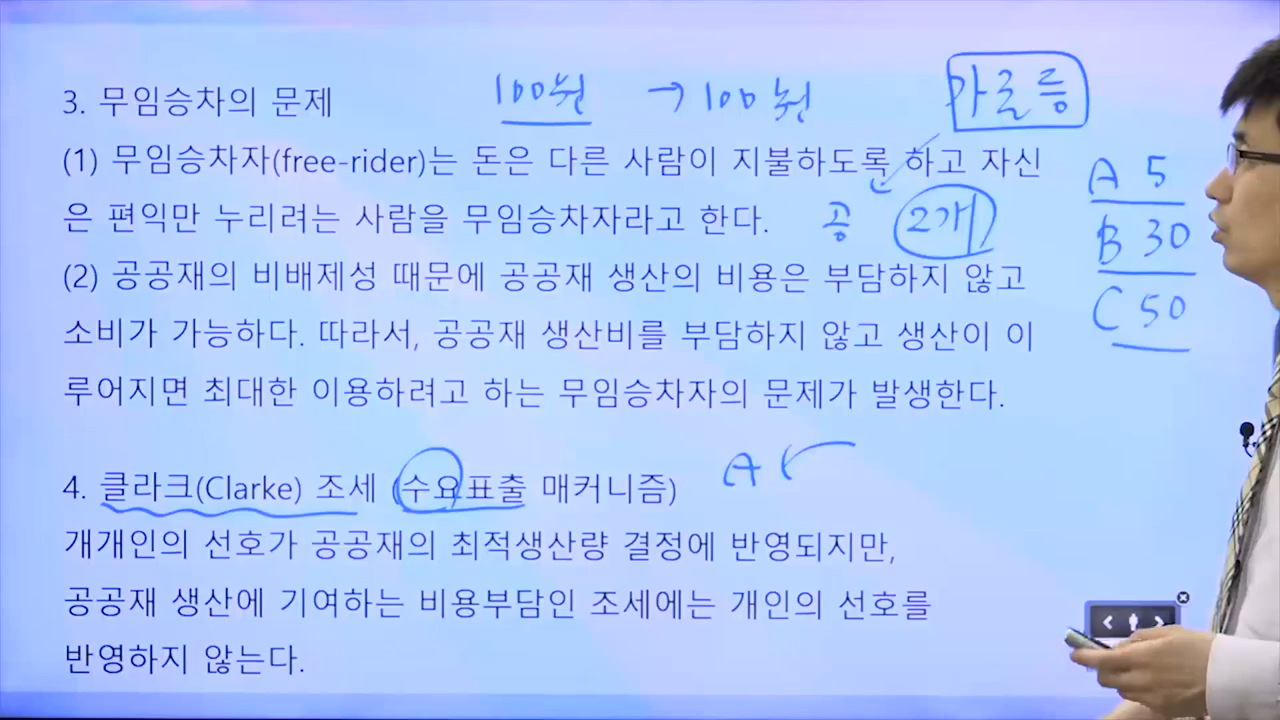 3. 무임승차의 문제
100원 → 100원
가로등
(1) 무임승차자(free-rider)는 돈은 다른 사람이 지불하도록 하고 자신
은 편익만 누리려는 사람을 무임승차자라고 한다.
공 2개
A 5
B 30
C 50
(2) 공공재의 비배제성 때문에 공공재 생산의 비용은 부담하지 않고
소비가 가능하다. 따라서, 공공재 생산비를 부담하지 않고 생산이 이
루어지면 최대한 이용하려고 하는 무임승차자의 문제가 발생한다.
4. 클라크(Clarke) 조세 (수요표출 매커니즘)
A
개개인의 선호가 공공재의 최적생산량 결정에 반영되지만,
공공재 생산에 기여하는 비용부담인 조세에는 개인의 선호를
반영하지 않는다.